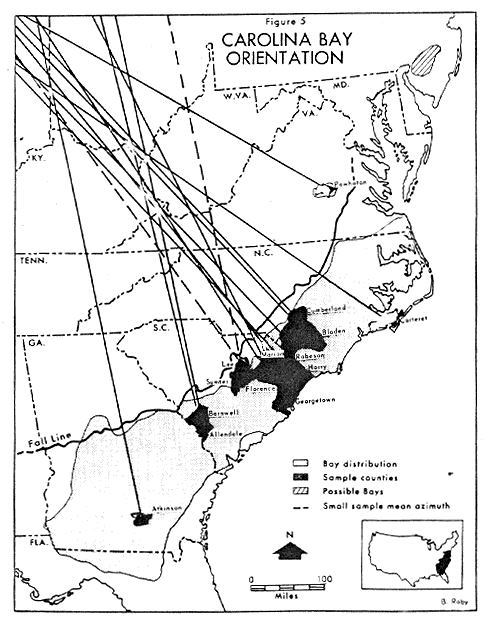 Figure 5
CAROLINA BAY
ORIENTATION
MD.
W.VA.
VA.
KY.
Powhatan
TENN.
N.C.
Cumberland
Carteret
Bladen
S.C.
GA.
Marion
Robeson
Horry
Sumter
Florence
Georgetown
Barnwell
Fall Line
Allendale
Bay distribution
Sample counties
Possible Bays
Small sample mean azimuth
Atkinson
N
FLA.
0 100
Miles
B. Raby